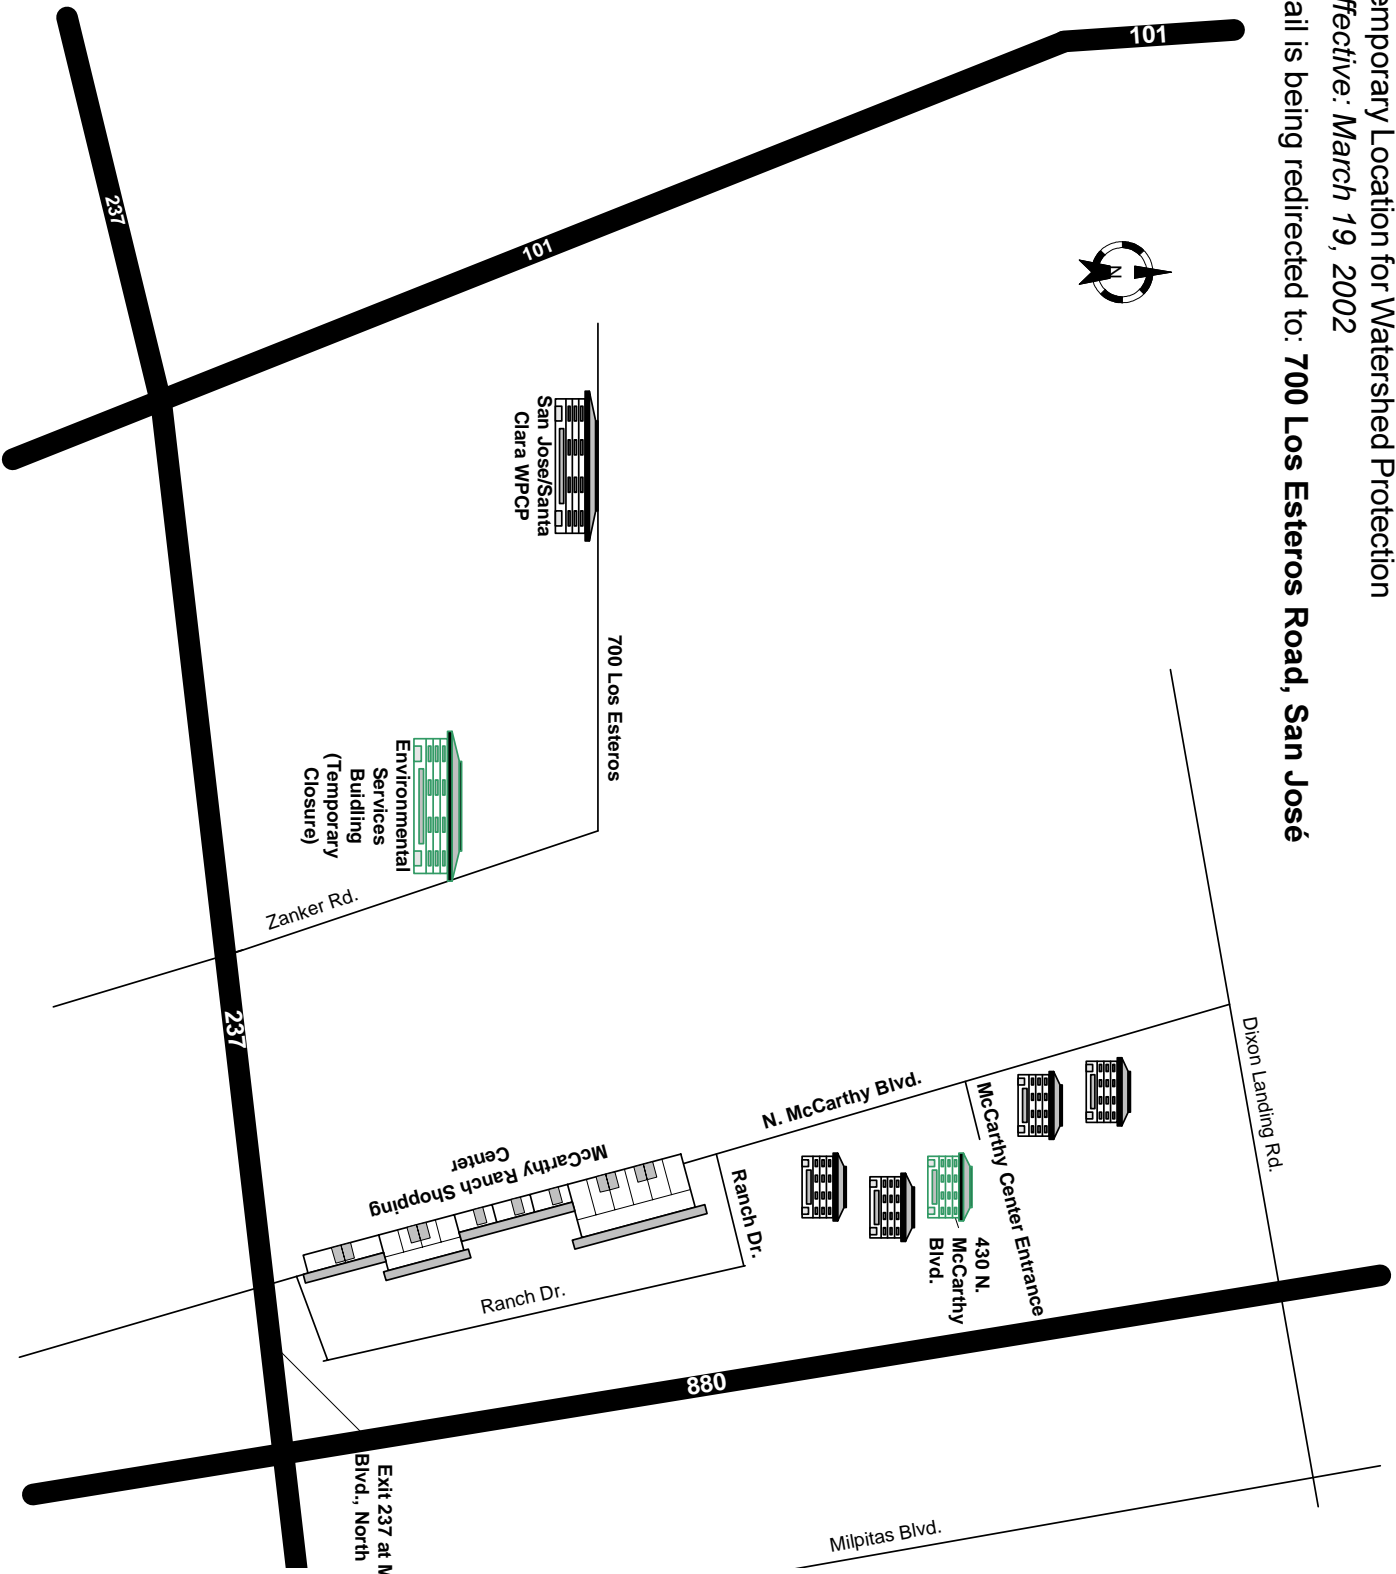 Location for Watershed Protection
March 19, 2002
is being redirected to: 700 Los Esteros Road, San José
101
101
237
237
880
San Jose/Santa
Clara WPCP
700 Los Esteros
Environmental
Services
Buidling
(Temporary
Closure)
Zanker Rd.
N
Dixon Landing Rd.
N. McCarthy Blvd.
McCarthy Center Entrance
430 N.
McCarthy
Blvd.
Ranch Dr.
Ranch Dr.
McCarthy Ranch Shopping
Center
Exit 237 at
Blvd., North
Milpitas Blvd.